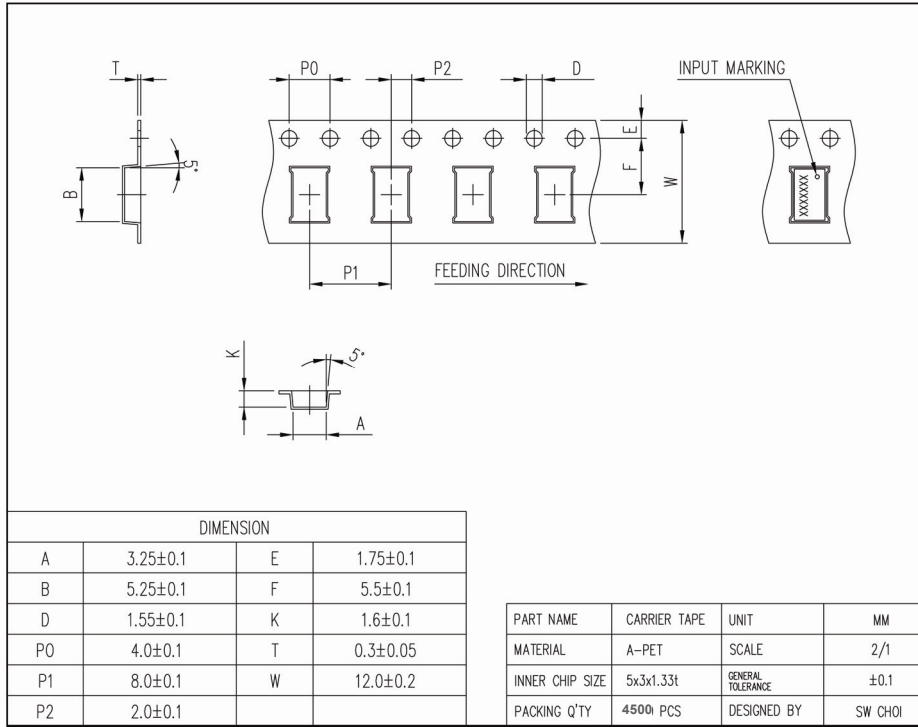 T
P0
P2
D
INPUT MARKING
E
F
W
B
5°
XXXXXX
P1
FEEDING DIRECTION
K
5°
A
DIMENSION
A 3.25±0.1 E 1.75±0.1
B 5.25±0.1 F 5.5±0.1
D 1.55±0.1 K 1.6±0.1
P0 4.0±0.1 T 0.3±0.05
P1 8.0±0.1 W 12.0±0.2
P2 2.0±0.1
PART NAME CARRIER TAPE UNIT MM
MATERIAL A-PET SCALE 2/1
INNER CHIP SIZE 5x3x1.33t GENERAL TOLERANCE ±0.1
PACKING Q'TY 4500 PCS DESIGNED BY SW CHOI